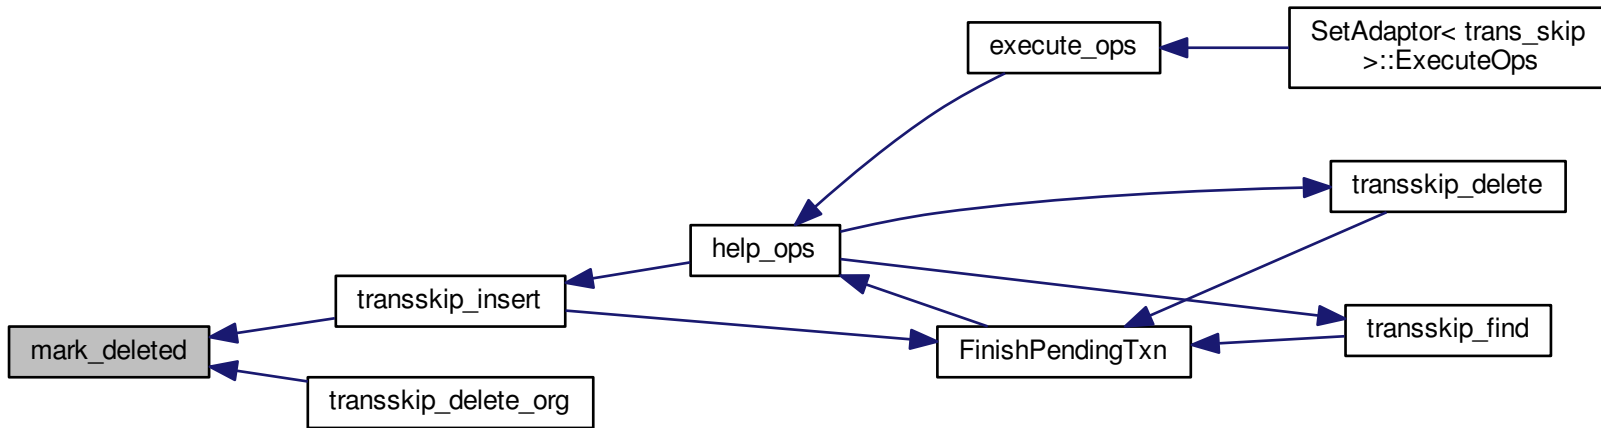 execute_ops
SetAdaptor< trans_skip
>::ExecuteOps
transskip_delete
help_ops
transskip_insert
transskip_find
mark_deleted
FinishPendingTxn
transskip_delete_org